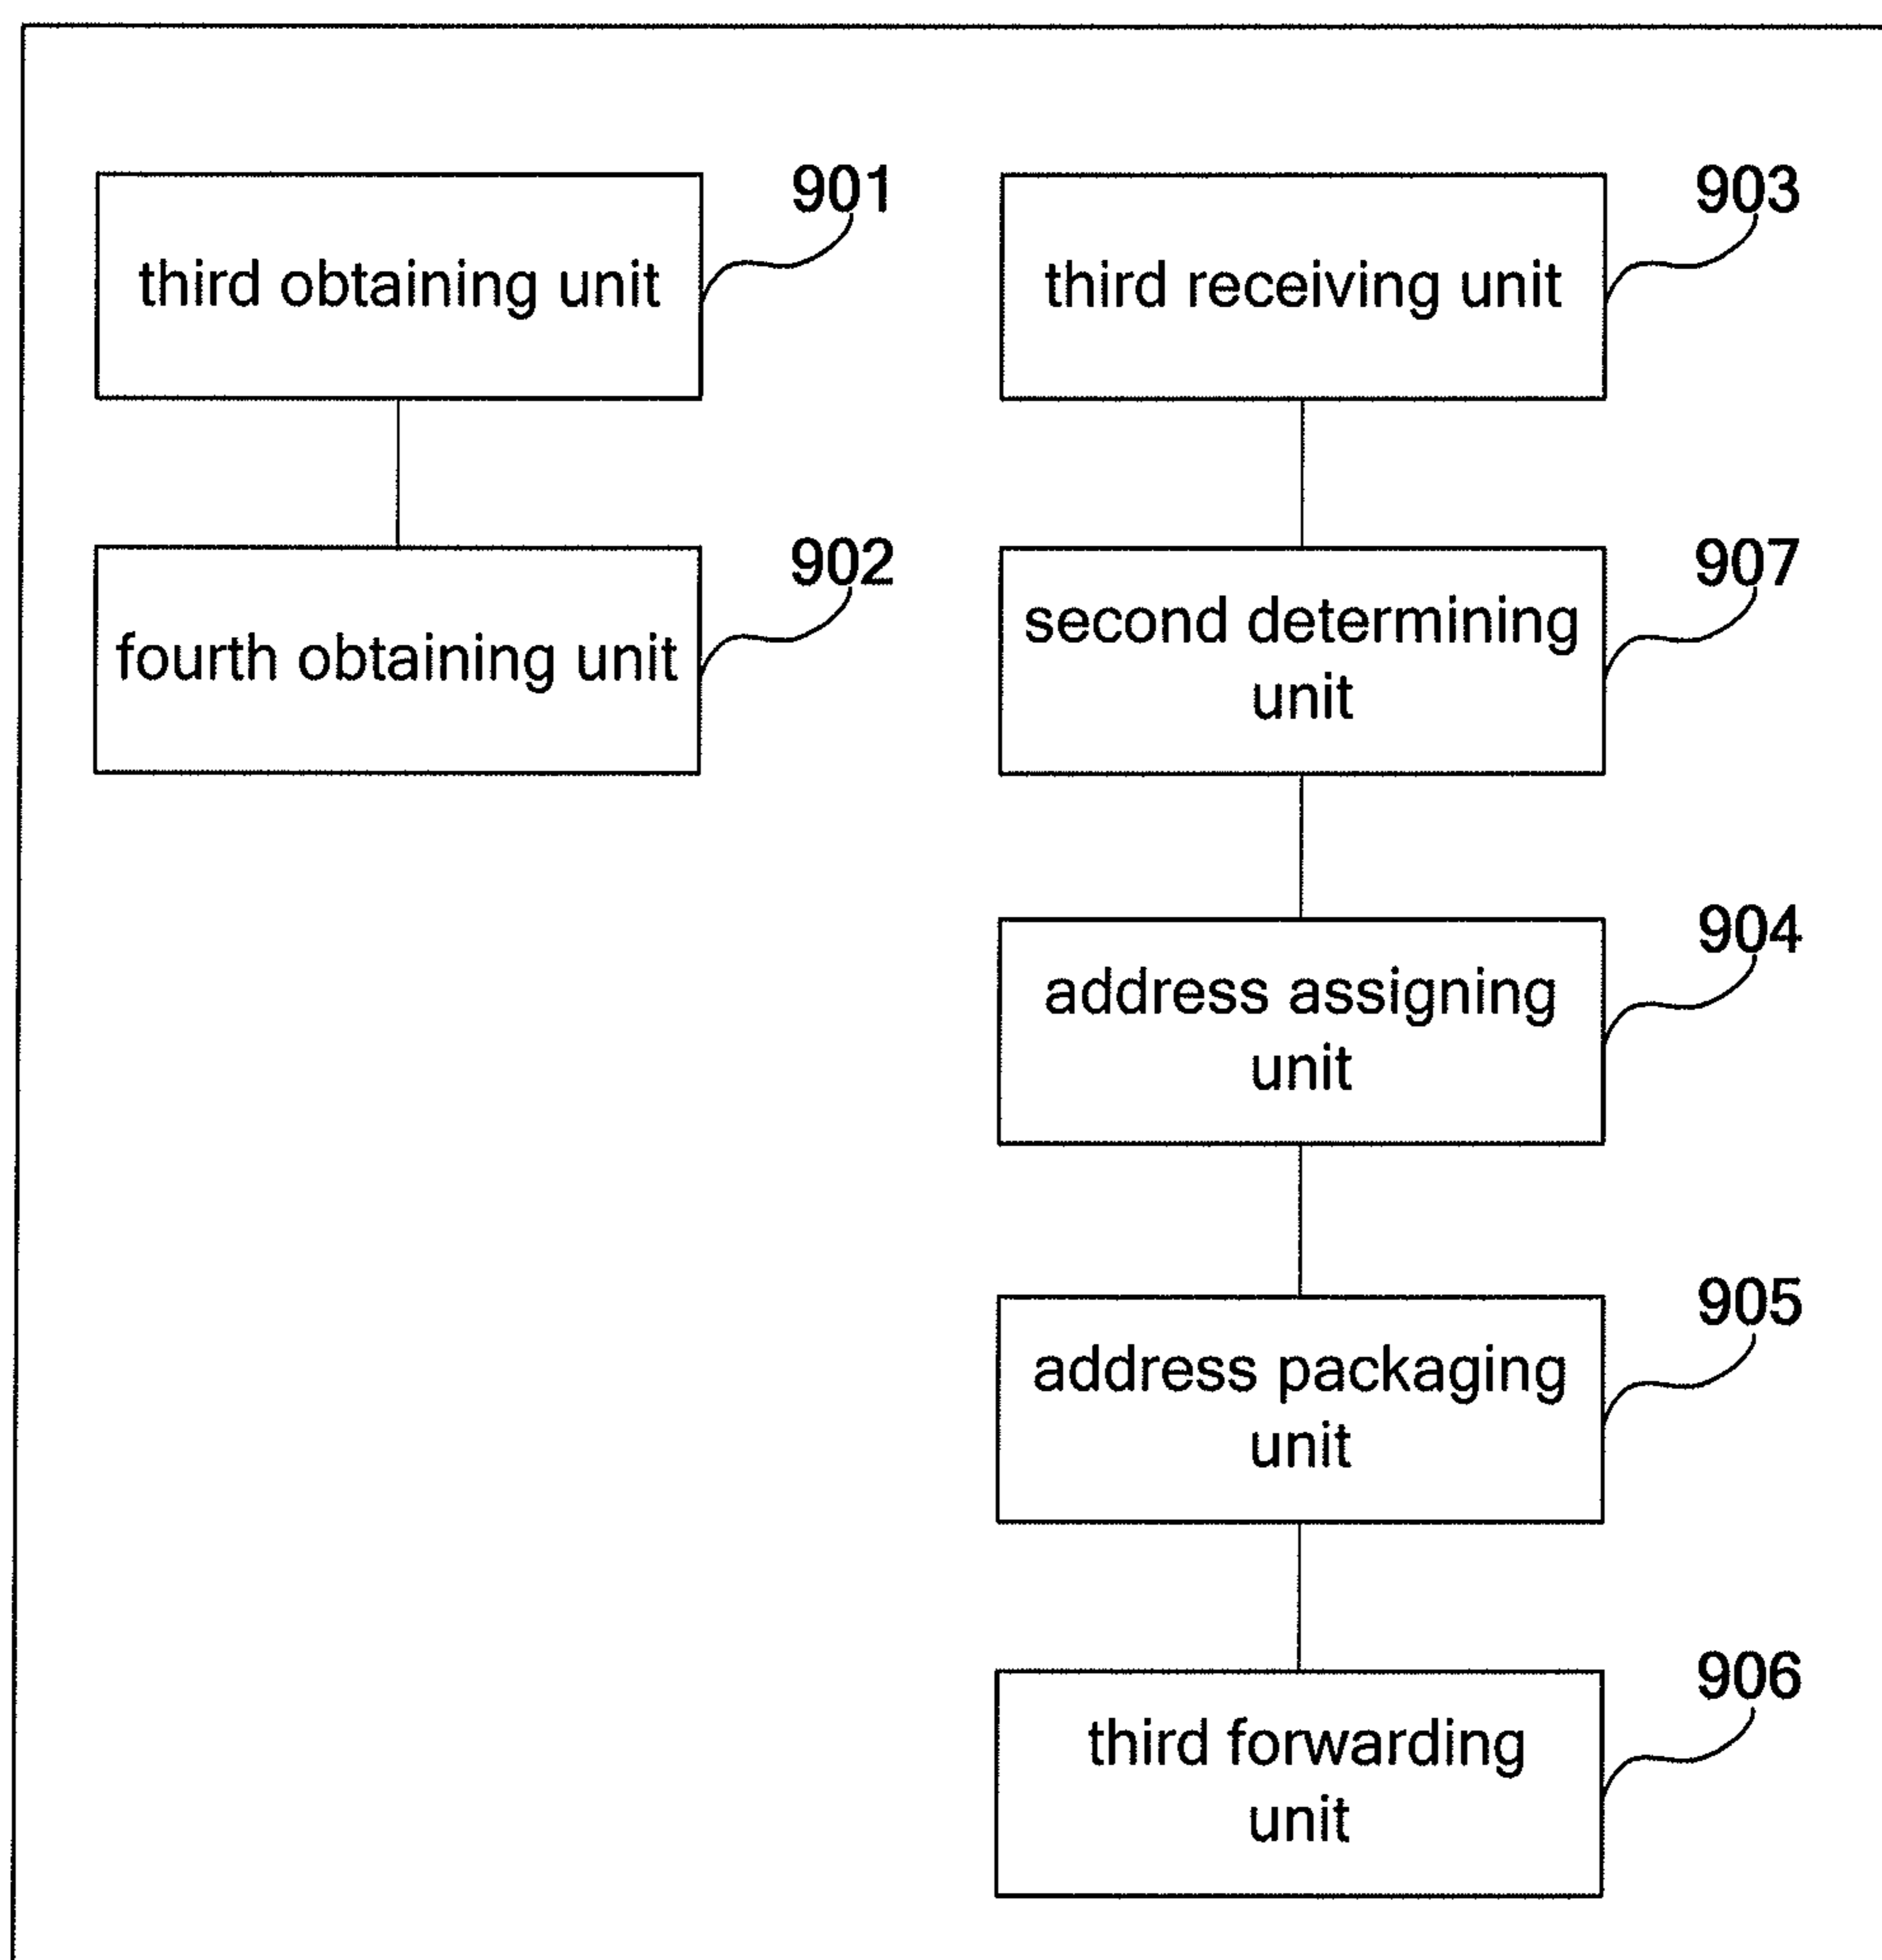 901
third obtaining unit
902
fourth obtaining unit
903
third receiving unit
907
second determining
unit
904
address assigning
unit
905
address packaging
unit
906
third forwarding
unit